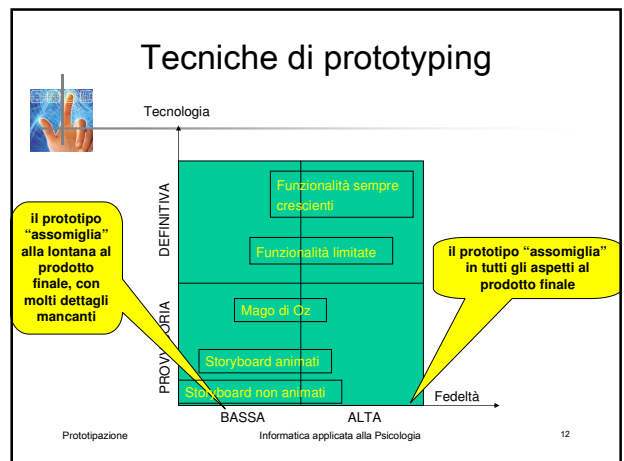 Tecniche di prototyping
Tecnologia
DEFINITIVA
PROVVISORIA
Funzionalità sempre
crescienti
Funzionalità limitate
Mago di Oz
Storyboard animati
Storyboard non animati
il prototipo
“assomiglia”
alla lontana al
prodotto
finale, con
molti dettagli
mancanti
il prototipo “assomiglia”
in tutti gli aspetti al
prodotto finale
Fedeltà
BASSA
ALTA
Prototipazione
Informatica applicata alla Psicologia
12